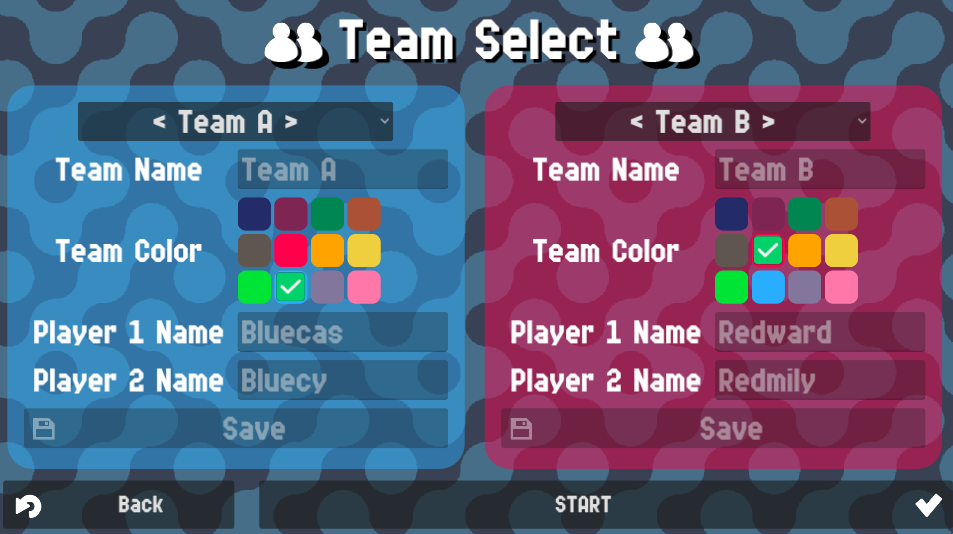 Team Select
< Team A >
Team Name Team A
Team Color
Player 1 Name Bluecas
Player 2 Name Bluecy
Save
< Team B >
Team Name Team B
Team Color
Player 1 Name Redward
Player 2 Name Redmily
Save
Back
START